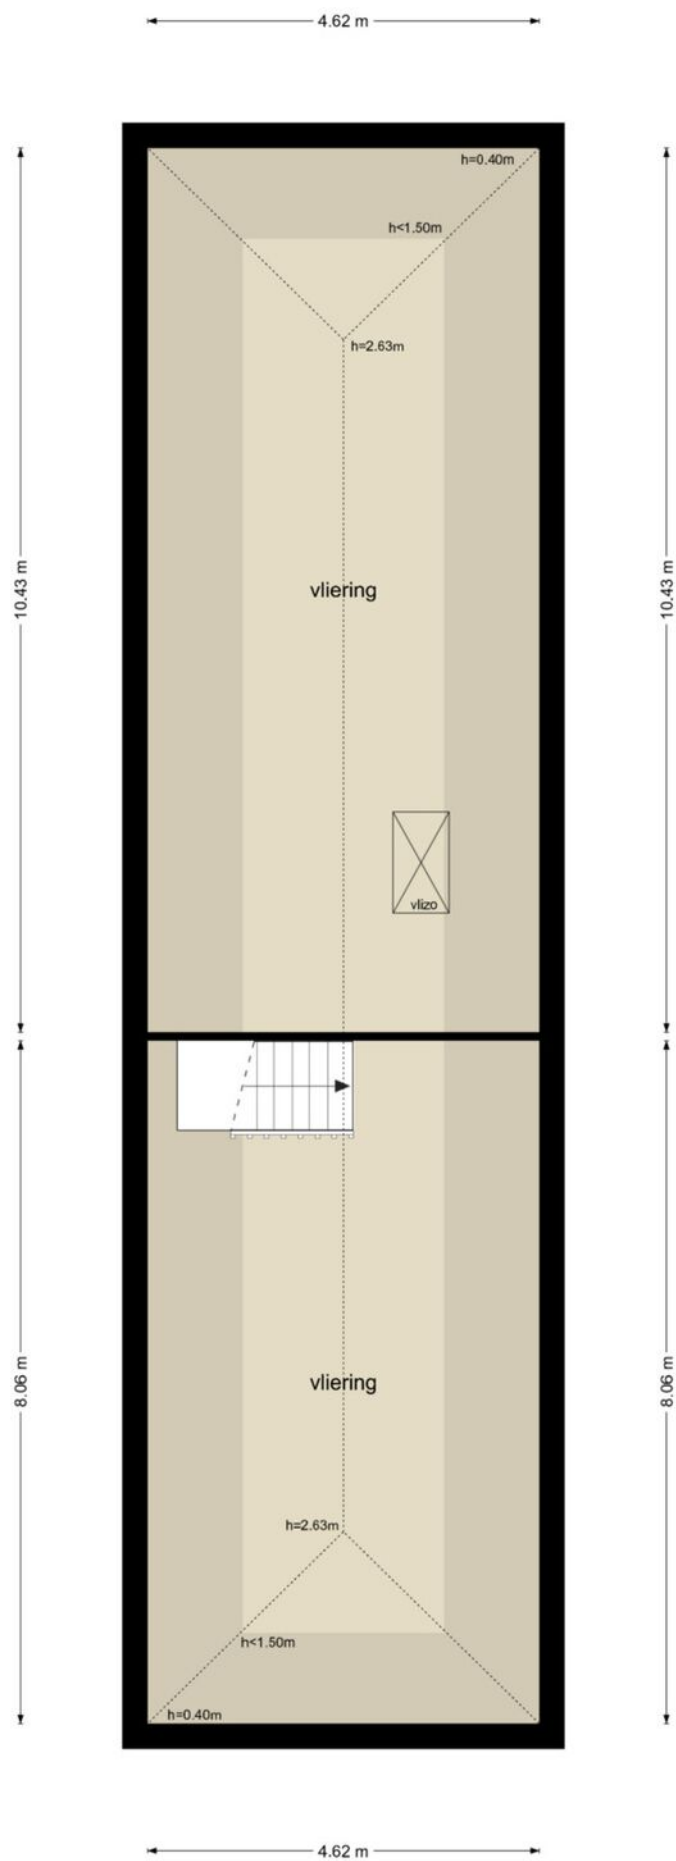 4.62 m
h=0.40m
h<1.50m
h=2.63m
10.43 m
10.43 m
vliering
vlizo
8.06 m
8.06 m
vliering
h=2.63m
h<1.50m
h=0.40m
4.62 m